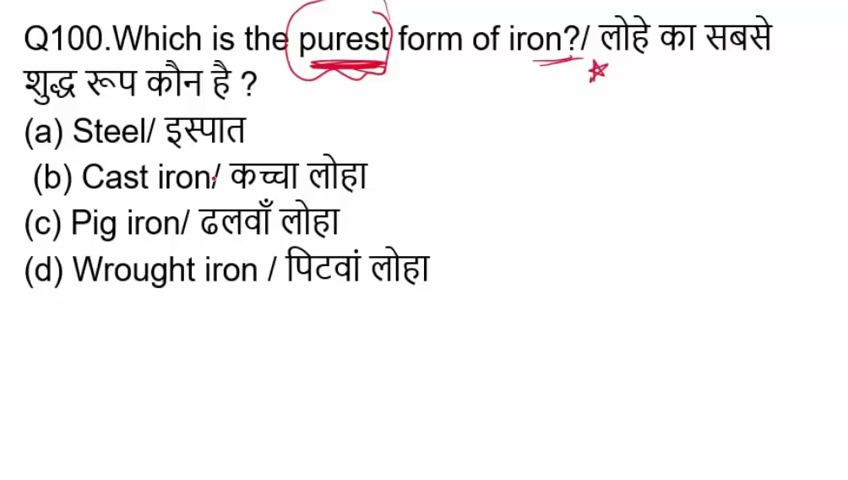 Q100.Which is the purest form of iron?/ लोहे का सबसे
शुद्ध रूप कौन है ?
(a) Steel/ इस्पात
(b) Cast iron/ कच्चा लोहा
(c) Pig iron/ ढलवाँ लोहा
(d) Wrought iron / पिटवां लोहा